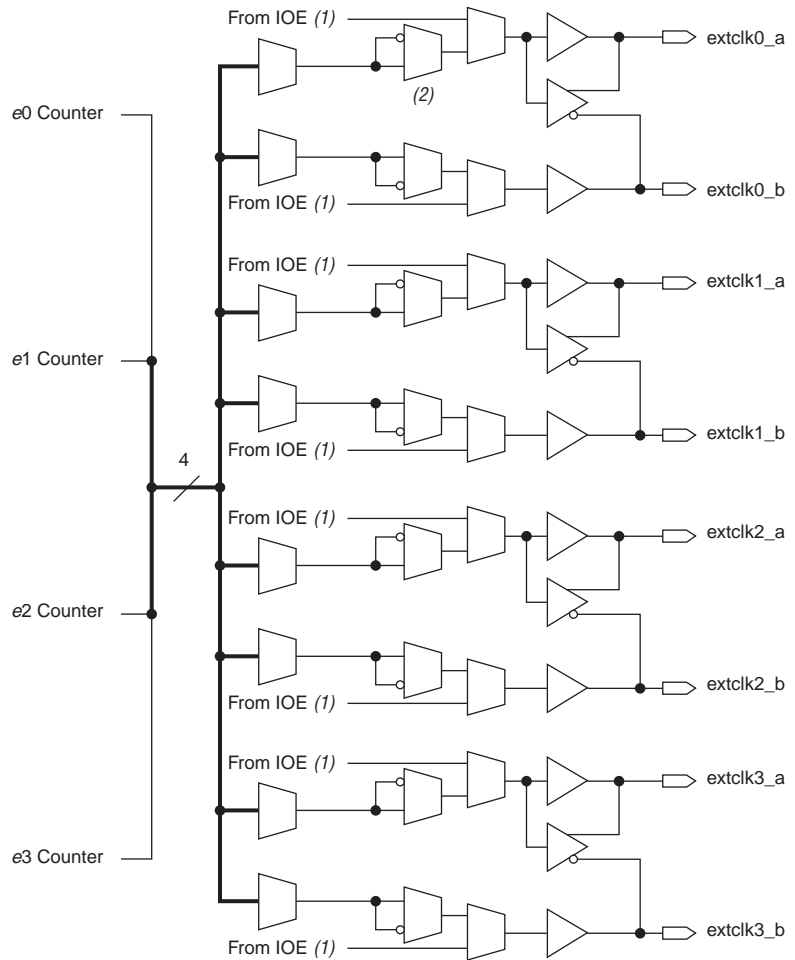 From IOE (1)
extclk0_a
(2)
e0 Counter
extclk0_b
From IOE (1)
From IOE (1)
extclk1_a
e1 Counter
extclk1_b
From IOE (1)
4
From IOE (1)
extclk2_a
e2 Counter
extclk2_b
From IOE (1)
From IOE (1)
extclk3_a
e3 Counter
extclk3_b
From IOE (1)